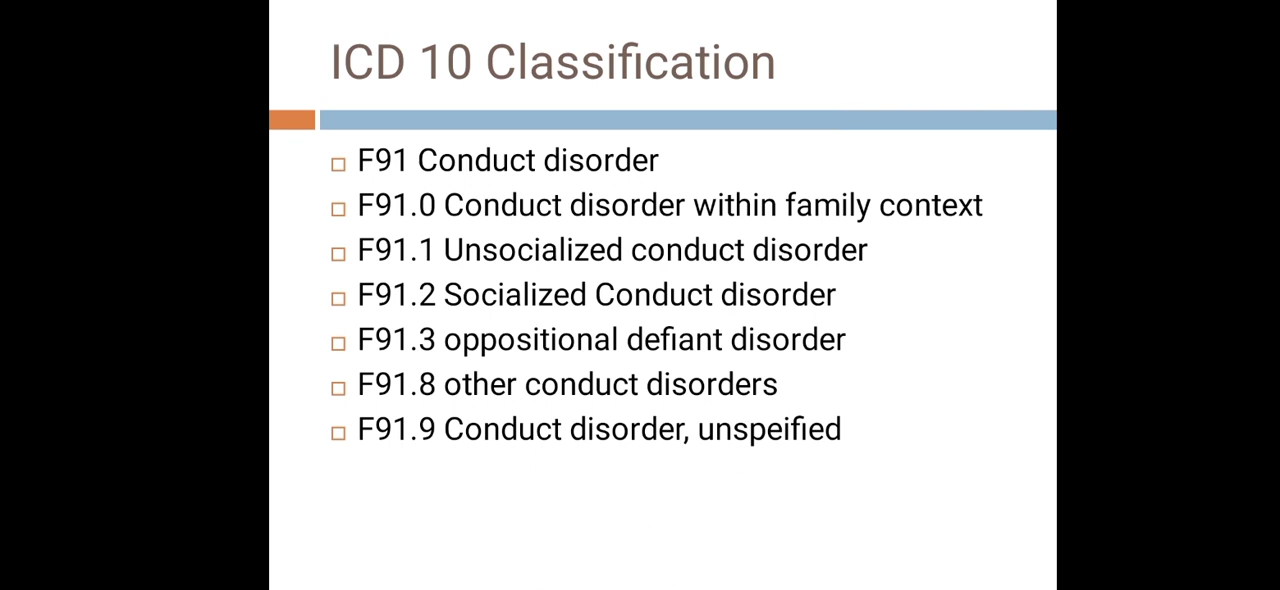 ICD 10 Classification
F91 Conduct disorder
F91.0 Conduct disorder within family context
F91.1 Unsocialized conduct disorder
F91.2 Socialized Conduct disorder
F91.3 oppositional defiant disorder
F91.8 other conduct disorders
F91.9 Conduct disorder, unspeified